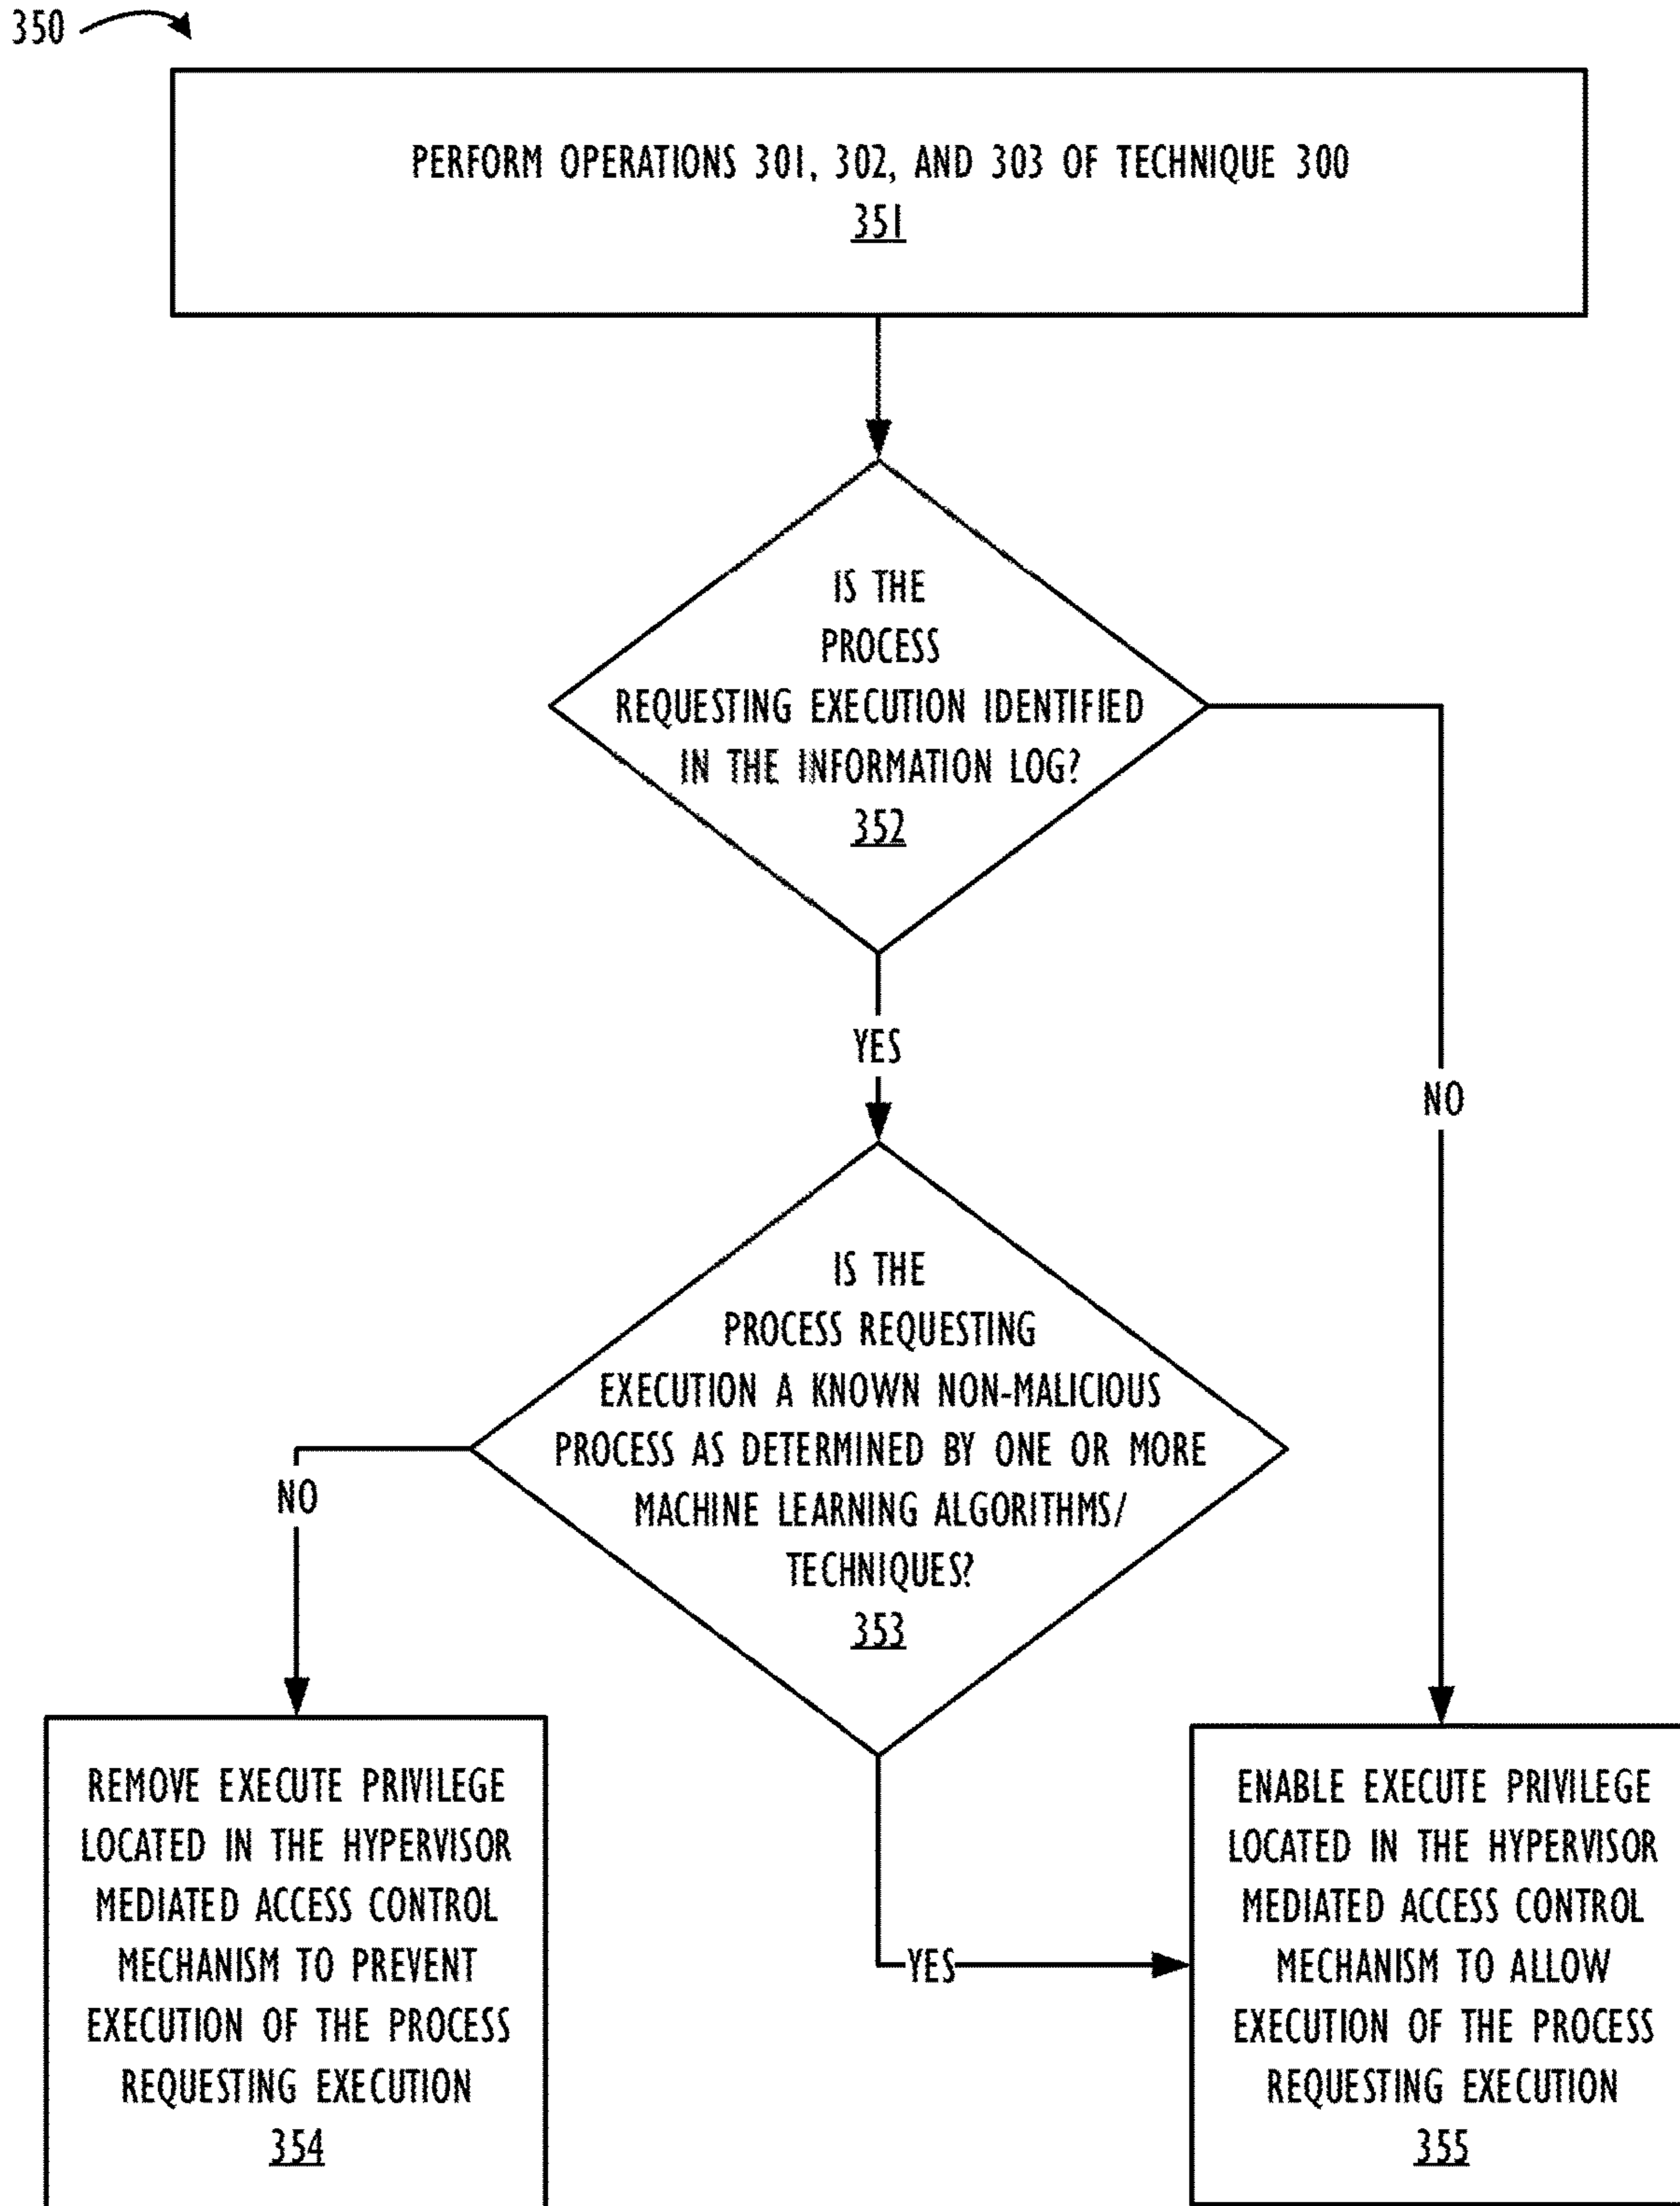 350
PERFORM OPERATIONS 301, 302, AND 303 OF TECHNIQUE 300
351
IS THE
PROCESS
REQUESTING EXECUTION IDENTIFIED
IN THE INFORMATION LOG?
352
YES
NO
IS THE
PROCESS REQUESTING
EXECUTION A KNOWN NON-MALICIOUS
PROCESS AS DETERMINED BY ONE OR MORE
MACHINE LEARNING ALGORITHMS/
TECHNIQUES?
353
NO
YES
REMOVE EXECUTE PRIVILEGE
LOCATED IN THE HYPERVISOR
MEDIATED ACCESS CONTROL
MECHANISM TO PREVENT
EXECUTION OF THE PROCESS
REQUESTING EXECUTION
354
ENABLE EXECUTE PRIVILEGE
LOCATED IN THE HYPERVISOR
MEDIATED ACCESS CONTROL
MECHANISM TO ALLOW
EXECUTION OF THE PROCESS
REQUESTING EXECUTION
355